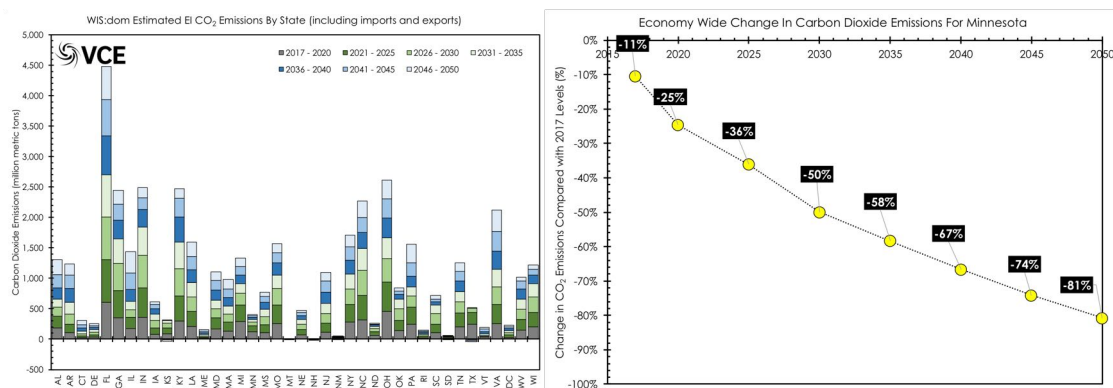 WIS:dom Estimated EI CO₂ Emissions By State (including imports and exports)
5,000
4,500
4,000
3,500
3,000
2,500
2,000
1,500
1,000
500
0
-500
Carbon Dioxide Emissions (million metric tons)
VCE
2017 - 2020
2021 - 2025
2026 - 2030
2031 - 2035
2036 - 2040
2041 - 2045
2046 - 2050
AL AR CT DE FL GA IL IN IA KS KY LA ME MD MA MI MN MS MO MT NE NH NJ NM NY NC ND OH OK PA RI SC SD TN TX VT VA DC WV WI
Economy Wide Change In Carbon Dioxide Emissions For Minnesota
2015 2020 2025 2030 2035 2040 2045 2050
0%
-10%
-20%
-30%
-40%
-50%
-60%
-70%
-80%
-90%
-100%
Change in CO₂ Emissions Compared with 2017 Levels (%)
-11%
-25%
-36%
-50%
-58%
-67%
-74%
-81%